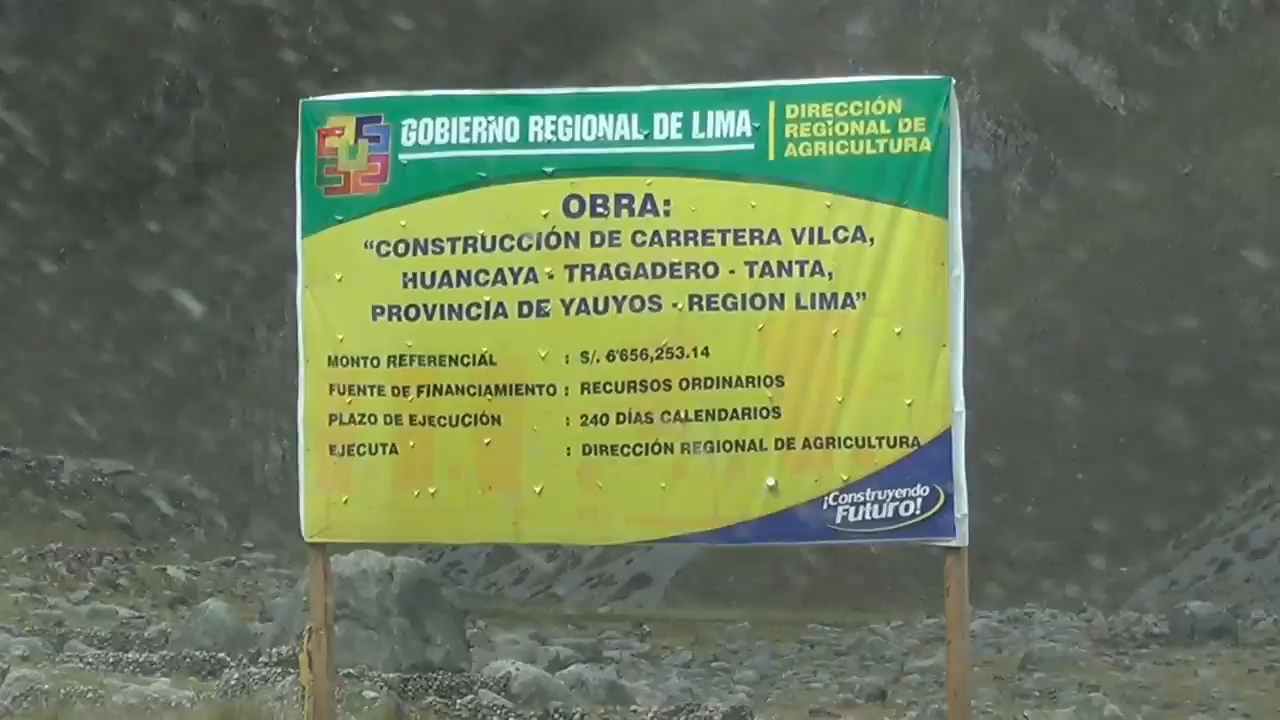 GOBIERNO REGIONAL DE LIMA
DIRECCIÓN
REGIONAL DE
AGRICULTURA
OBRA:
"CONSTRUCCIÓN DE CARRETERA VILCA,
HUANCAYA - TRAGADERO - TANTA,
PROVINCIA DE YAUYOS - REGION LIMA"
MONTO REFERENCIAL : S/. 6'656,253.14
FUENTE DE FINANCIAMIENTO : RECURSOS ORDINARIOS
PLAZO DE EJECUCIÓN : 240 DÍAS CALENDARIOS
EJECUTA : DIRECCIÓN REGIONAL DE AGRICULTURA
¡Construyendo
Futuro!